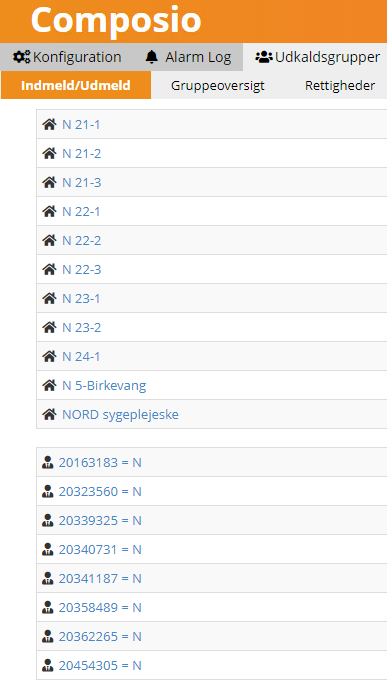 Composio
Konfiguration Alarm Log Udkaldsgrupper
Indmeld/Udmeld Gruppeoversigt Rettigheder
N 21-1
N 21-2
N 21-3
N 22-1
N 22-2
N 22-3
N 23-1
N 23-2
N 24-1
N 5-Birkevang
NORD sygeplejeske
20163183 = N
20323560 = N
20339325 = N
20340731 = N
20341187 = N
20358489 = N
20362265 = N
20454305 = N